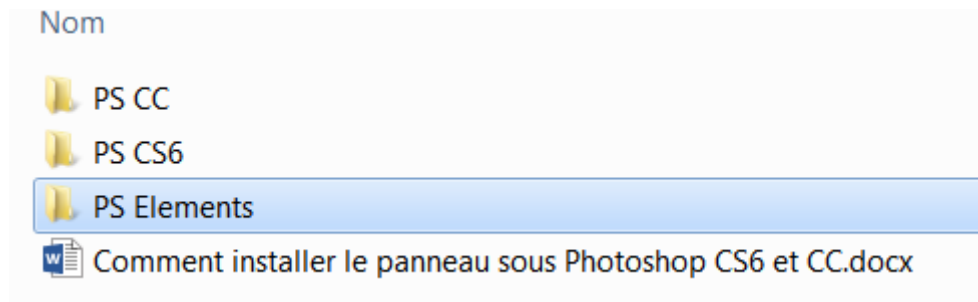 Nom
PS CC
PS CS6
PS Elements
Comment installer le panneau sous Photoshop CS6 et CC.docx